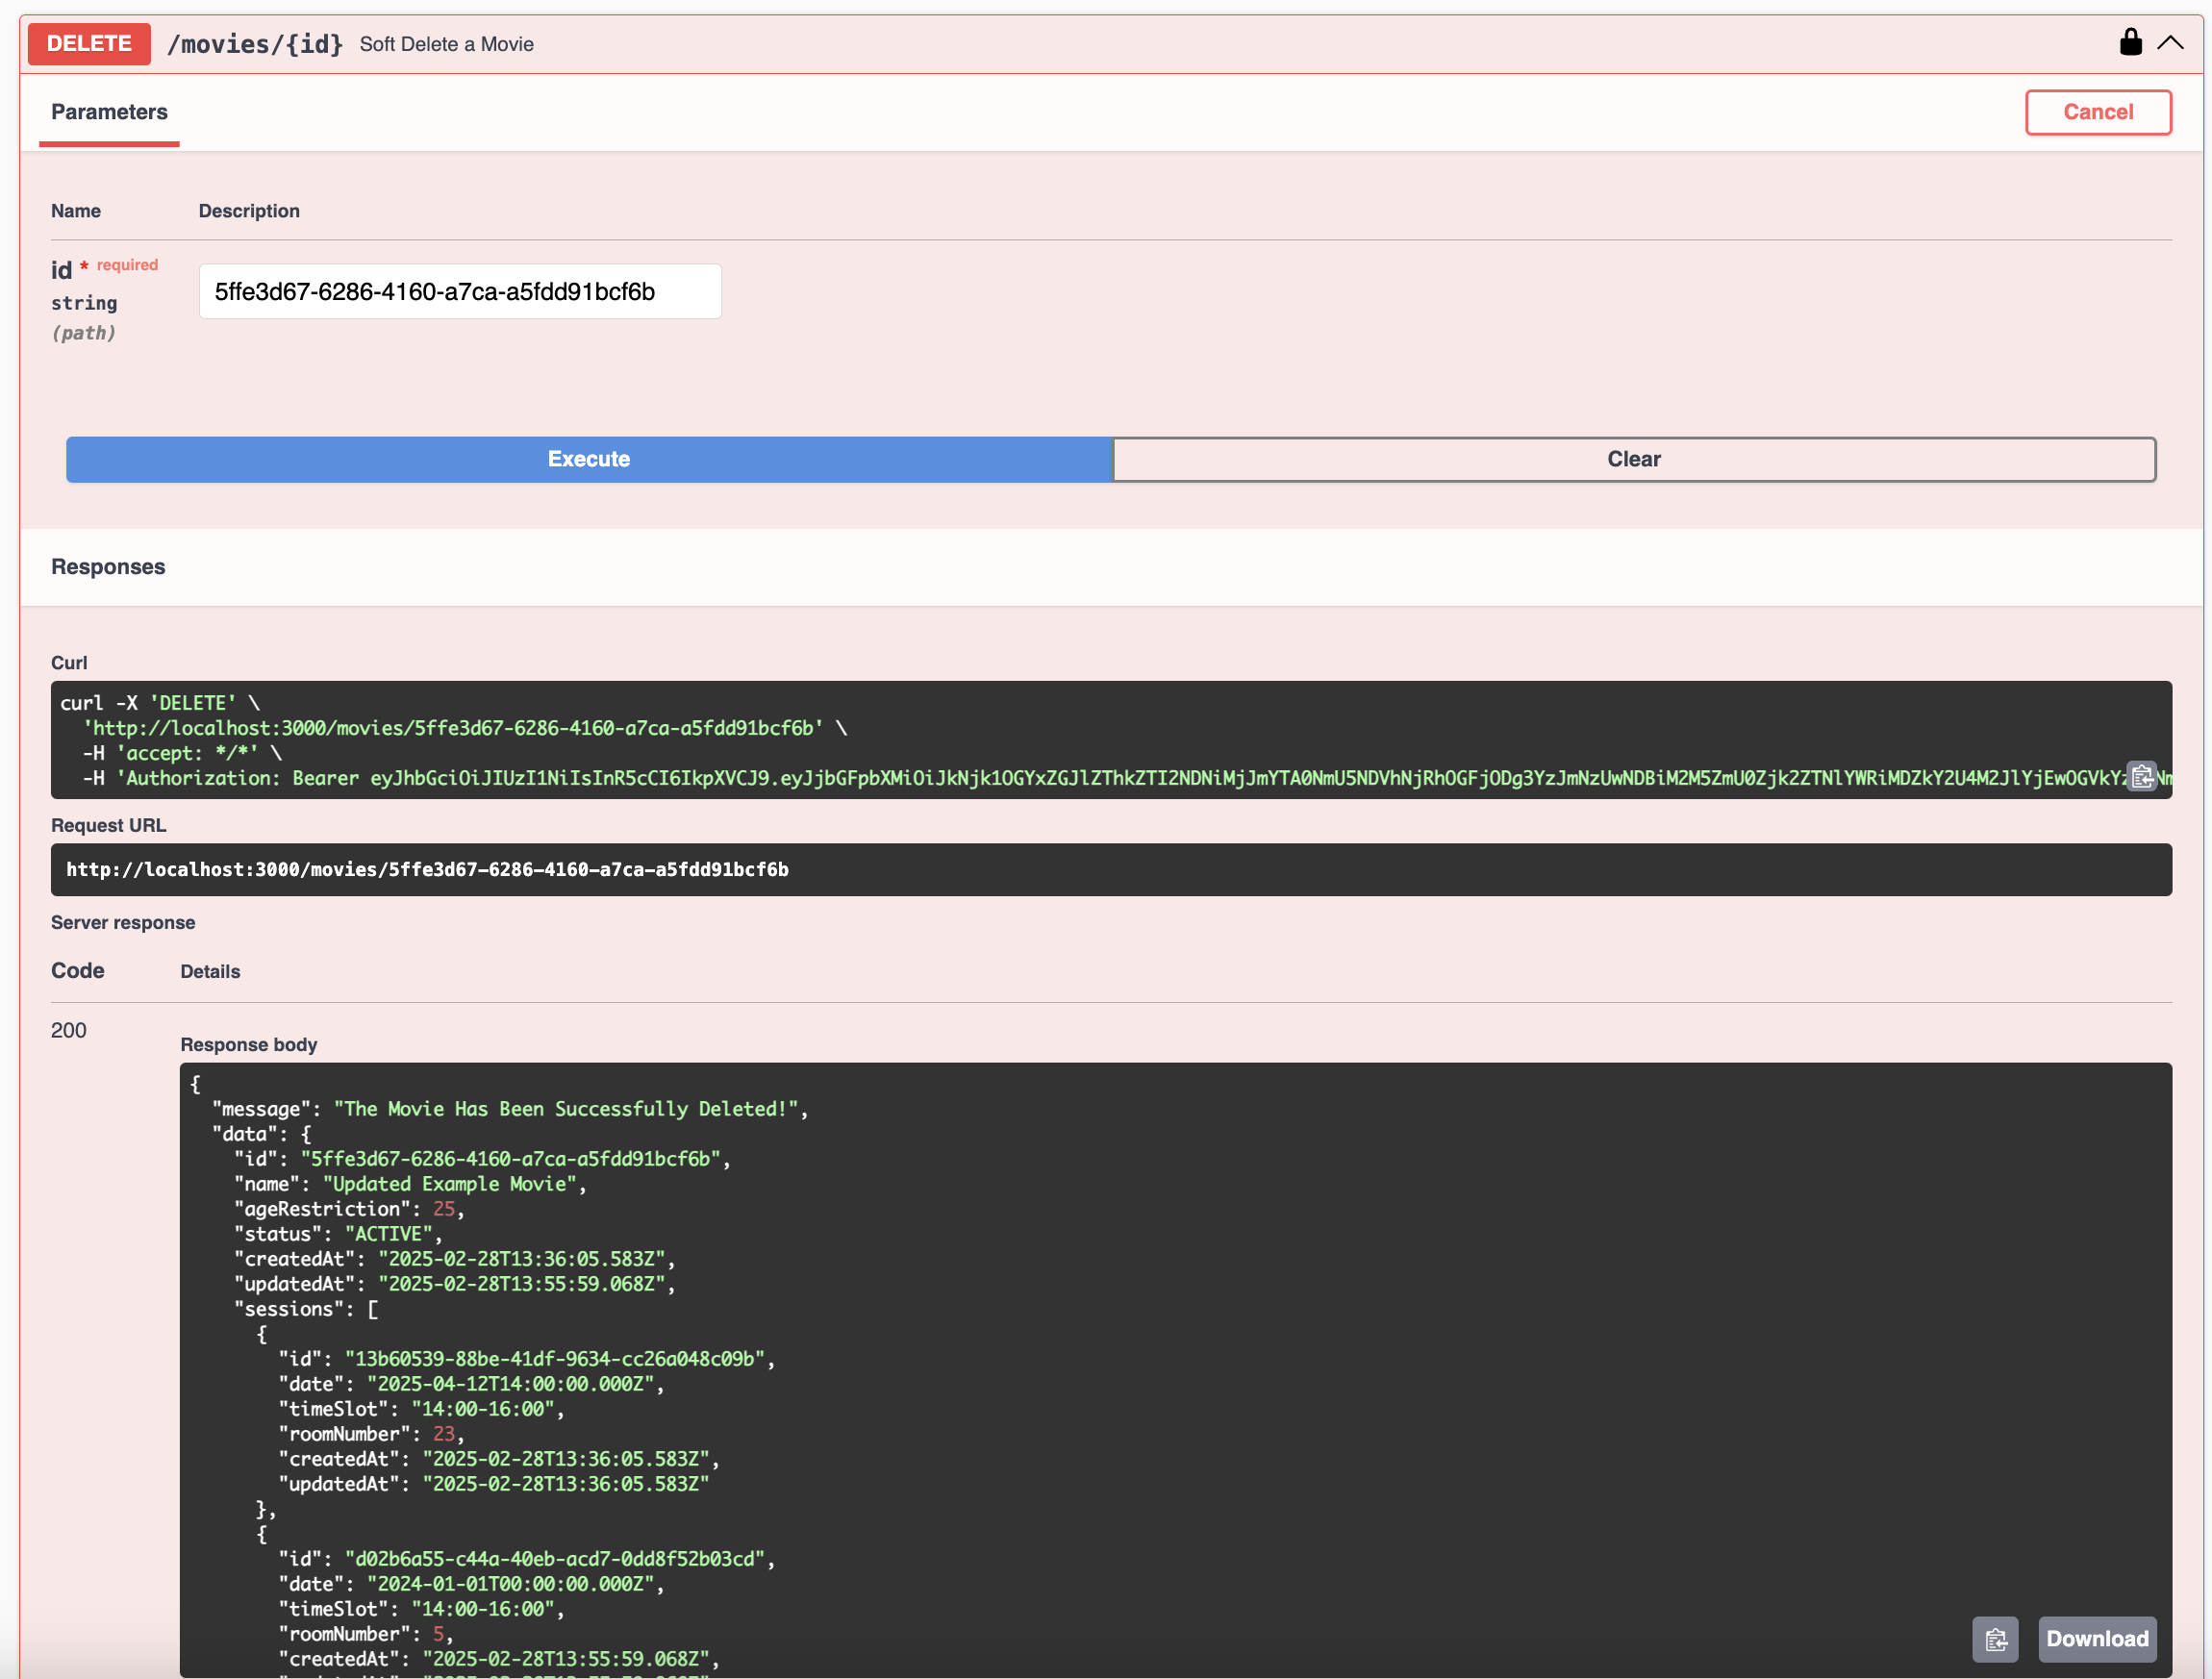 DELETE /movies/{id} Soft Delete a Movie
Parameters
Cancel
Name Description
id * required
string
(path)
5ffe3d67-6286-4160-a7ca-a5fdd91bcf6b
Execute
Clear
Responses
Curl
curl -X 'DELETE' \
'http://localhost:3000/movies/5ffe3d67-6286-4160-a7ca-a5fdd91bcf6b' \
-H 'accept: */*' \
-H 'Authorization: Bearer
Request URL
http://localhost:3000/movies/5ffe3d67-6286-4160-a7ca-a5fdd91bcf6b
Server response
Code Details
200
Response body
{
"message": "The Movie Has Been Successfully Deleted!",
"data": {
"id": "5ffe3d67-6286-4160-a7ca-a5fdd91bcf6b",
"name": "Updated Example Movie",
"ageRestriction": 25,
"status": "ACTIVE",
"createdAt": "2025-02-28T13:36:05.583Z",
"updatedAt": "2025-02-28T13:55:59.068Z",
"sessions": [
{
"id": "13b60539-88be-41df-9634-cc26a048c09b",
"date": "2025-04-12T14:00:00.000Z",
"timeSlot": "14:00-16:00",
"roomNumber": 23,
"createdAt": "2025-02-28T13:36:05.583Z",
"updatedAt": "2025-02-28T13:36:05.583Z"
},
{
"id": "d02b6a55-c44a-40eb-acd7-0dd8f52b03cd",
"date": "2024-01-01T00:00:00.000Z",
"timeSlot": "14:00-16:00",
"roomNumber": 5,
"createdAt": "2025-02-28T13:55:59.068Z",
Download